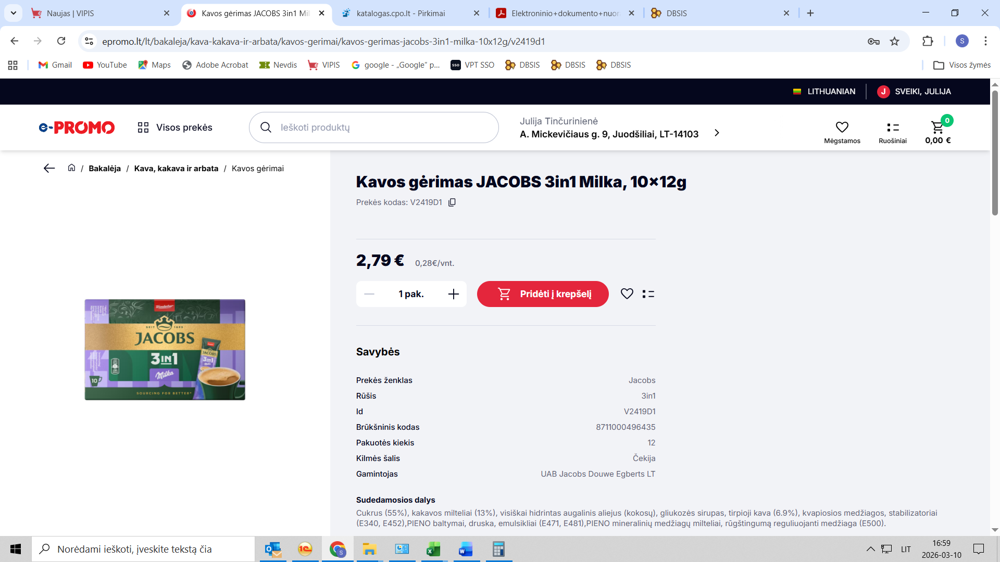 Naujas | VIPIS
Kavos gėrimas JACOBS 3in1 Mil
katalogas.cpo.lt - Pirkimai
Elektroninio+dokumento+nuor
DBSIS
epromo.lt/lt/bakaleja/kava-kakava-ir-arbata/kavos-gerimai/kavos-gerimas-jacobs-3in1-milka-10x12g/v2419d1
S
Gmail
YouTube
Maps
Adobe Acrobat
Nevdis
VIPIS
google - „Google“ p...
sso
VPT SSO
DBSIS
DBSIS
DBSIS
Visos žymės
LITHUANIAN
J
SVEIKI, JULIJA
e-PROMO
Visos prekės
Ieškoti produktų
Julija Tinčurinienė
A. Mickevičiaus g. 9, Juodšiliai, LT-14103
Mėgstamos
Ruošiniai
0
0,00 €
/ Bakalėja / Kava, kakava ir arbata / Kavos gėrimai
Kavos gėrimas JACOBS 3in1 Milka, 10x12g
Prekės kodas: V2419D1
2,79 €
0,28€/vnt.
1 pak.
Pridėti į krepšelį
JACOBS
3IN1
Milka
10
SOURCING FOR BETTER*
JACOBS
3in1
Savybės
Prekės ženklas Jacobs
Rūšis 3in1
Id V2419D1
Brūkšninis kodas 8711000496435
Pakuotės kiekis 12
Kilmės šalis Čekija
Gamintojas UAB Jacobs Douwe Egberts LT
Sudedamosios dalys
Cukrus (55%), kakavos milteliai (13%), visiškai hidrintas augalinis aliejus (kokosų), gliukozės sirupas, tirpioji kava (6.9%), kvapiosios medžiagos, stabilizatoriai
(E340, E452),PIENO baltymai, druska, emulsikliai (E471, E481),PIENO mineralinių medžiagų milteliai, rūgštingumą reguliuojanti medžiaga (E500).
Norėdami ieškoti, įveskite tekstą čia
LIT
16:59
2026-03-10